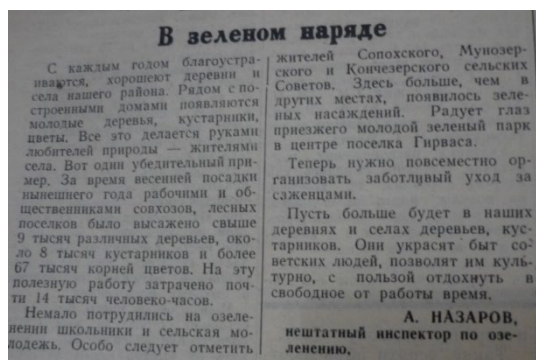 В зеленом наряде
С каждым годом благоустра-
иваются, хорошеют деревни и
села нашего района. Рядом с по-
строенными домами появляются
молодые деревья, кустарники,
цветы. Все это делается руками
любителей природы — жителями
села. Вот один убедительный при-
мер. За время весенней посадки
нынешнего года рабочими и об-
щественниками совхозов, лесных
поселков было высажено свыше
9 тысяч различных деревьев, око-
ло 8 тысяч кустарников и более
67 тысяч корней цветов. На эту
полезную работу затрачено поч-
ти 14 тысяч человеко-часов.
Немало потрудились на озеле-
нении школьники и сельская мо-
лодежь. Особо следует отметить
жителей Сопохского, Мунозер-
ского и Кончезерского сельских
Советов. Здесь больше, чем в
других местах, появилось зеле-
ных насаждений. Радует глаз
приезжего молодой зеленый парк
в центре поселка Гирваса.
Теперь нужно повсеместно ор-
ганизовать заботливый уход за
саженцами.
Пусть больше будет в наших
деревнях и селах деревьев, кус-
тарников. Они украсят быт со-
ветских людей, позволят им куль-
турно, с пользой отдохнуть в
свободное от работы время.
А. НАЗАРОВ,
нештатный инспектор по озе-
ленению.